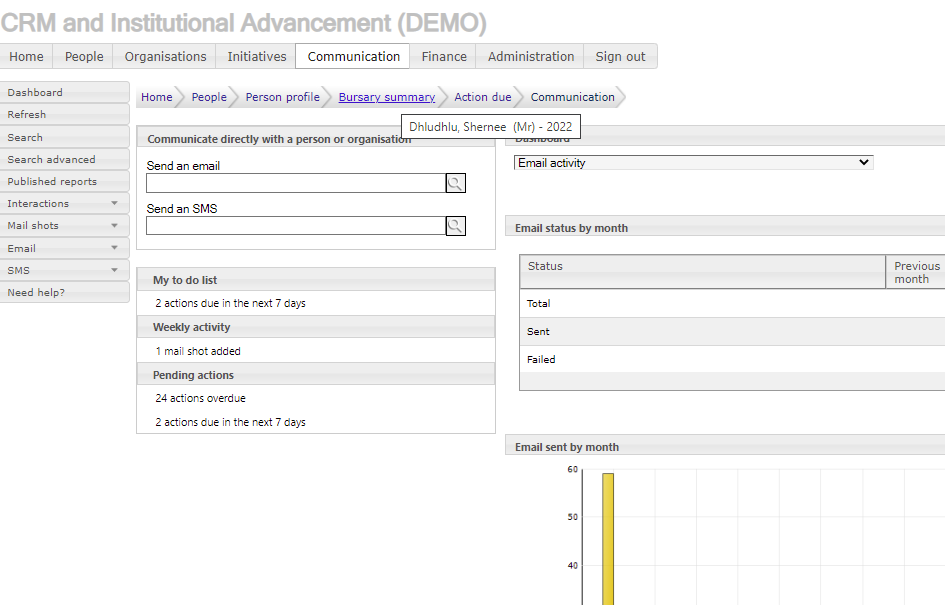 CRM and Institutional Advancement (DEMO)
Home People Organisations Initiatives Communication Finance Administration Sign out
Dashboard
Refresh
Search
Search advanced
Published reports
Interactions
Mail shots
Email
SMS
Need help?
Home People Person profile Bursary summary Action due Communication
Dhludhlu, Shernee (Mr) - 2022
Communicate directly with a person or organisation
Send an email
Send an SMS
My to do list
2 actions due in the next 7 days
Weekly activity
1 mail shot added
Pending actions
24 actions overdue
2 actions due in the next 7 days
Dashboard
Email activity
Email status by month
Status Previous
month
Total
Sent
Failed
Email sent by month
60
50
40